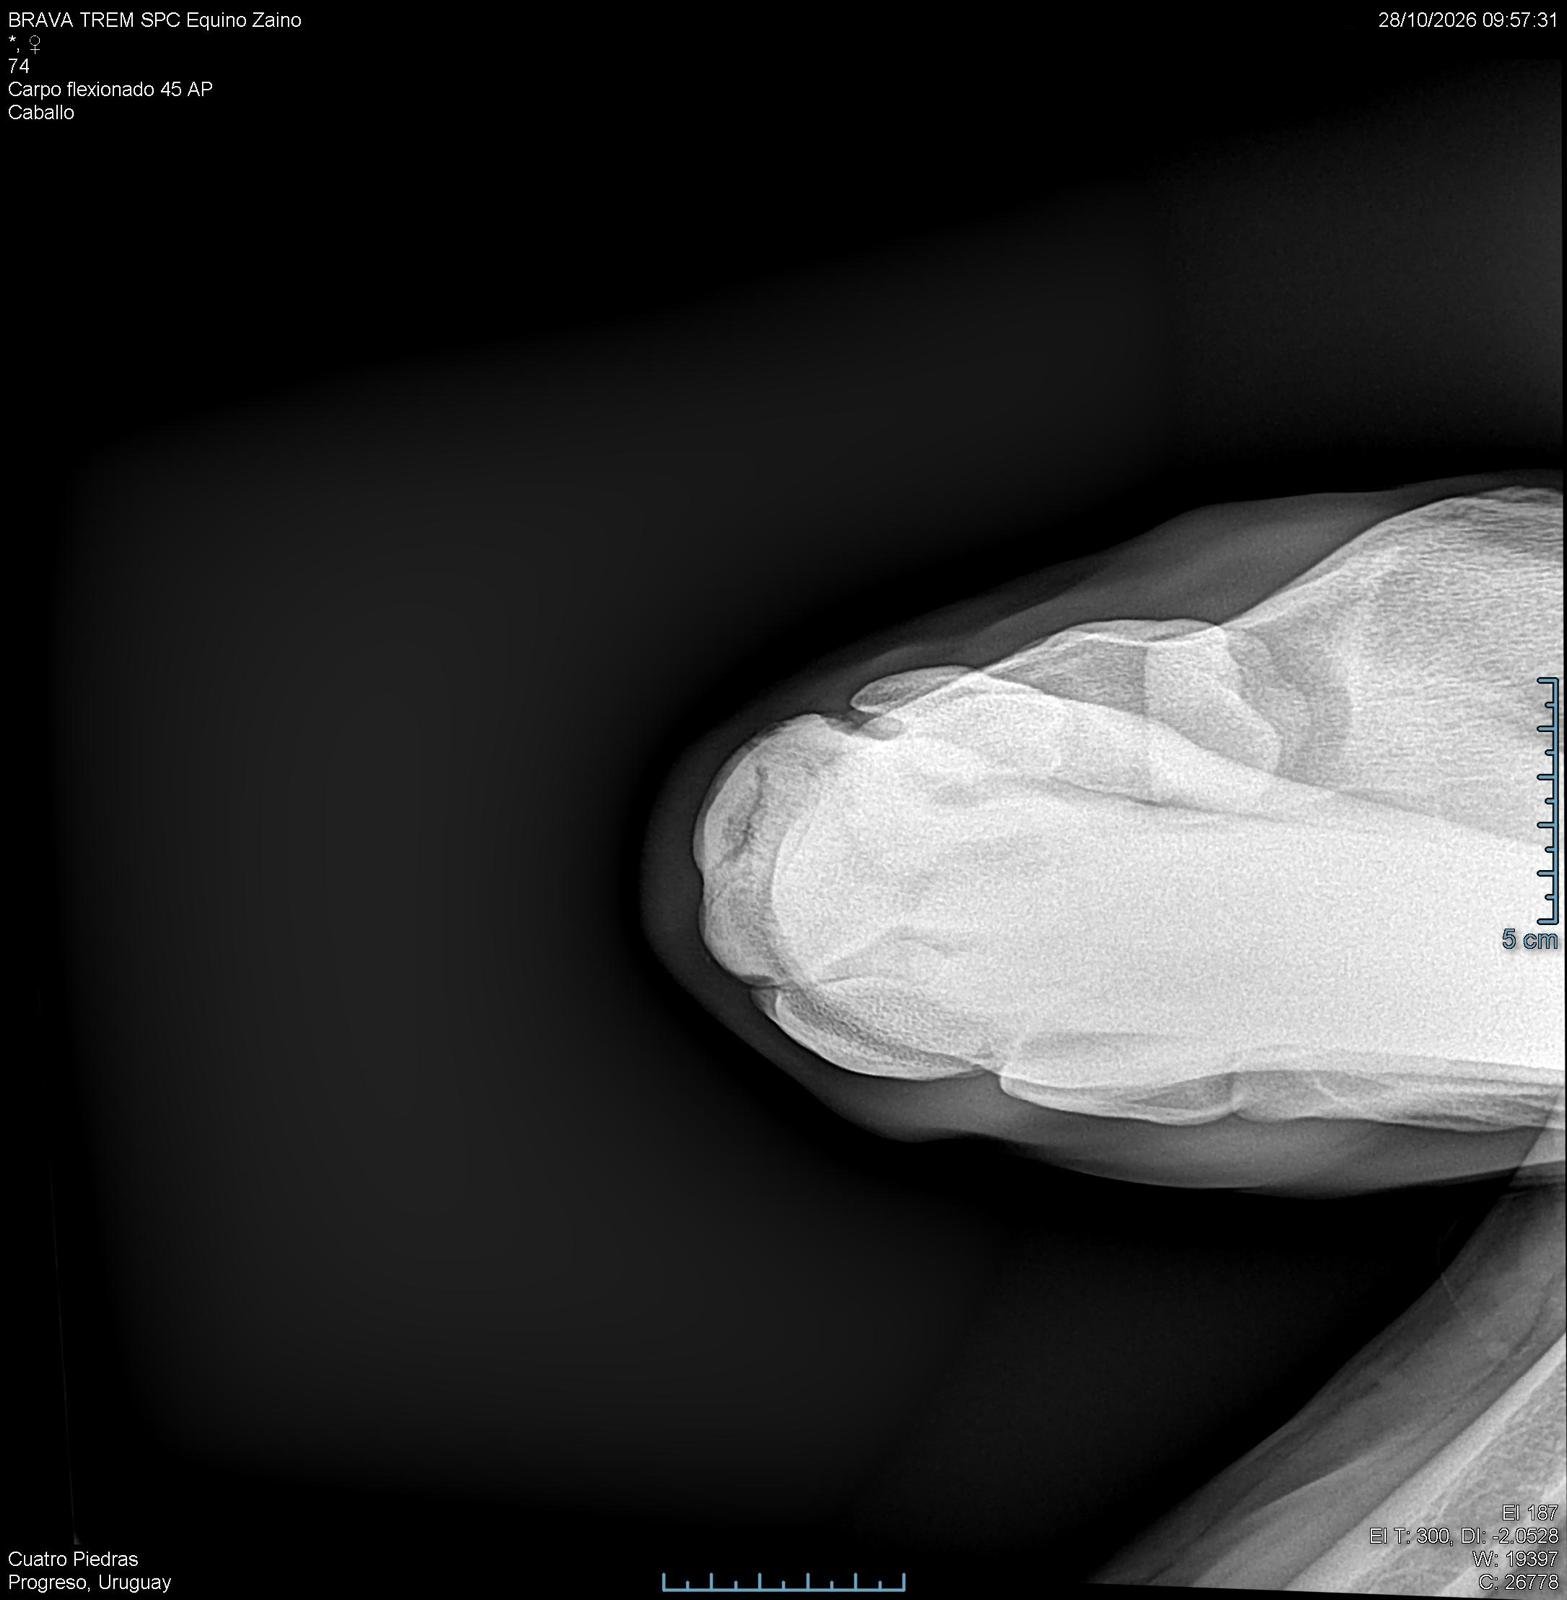 BRAVA TREM SPC Equino Zaino
*, ♀
74
Carpo flexionado 45 AP
Caballo
28/10/2026 09:57:31
5 cm
Cuatro Piedras
Progreso, Uruguay
EI 187
EI T: 300, DI: -2.0528
W: 19397
C: 26778